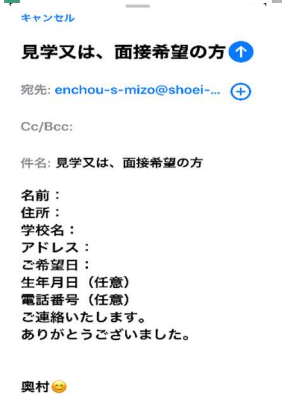 キャンセル
見学又は、面接希望の方
宛先: enchou-s-mizo@shoei-...
Cc/Bcc:
件名: 見学又は、面接希望の方
名前：
住所：
学校名：
アドレス：
ご希望日：
生年月日（任意）
電話番号（任意）
ご連絡いたします。
ありがとうございました。
奥村😊